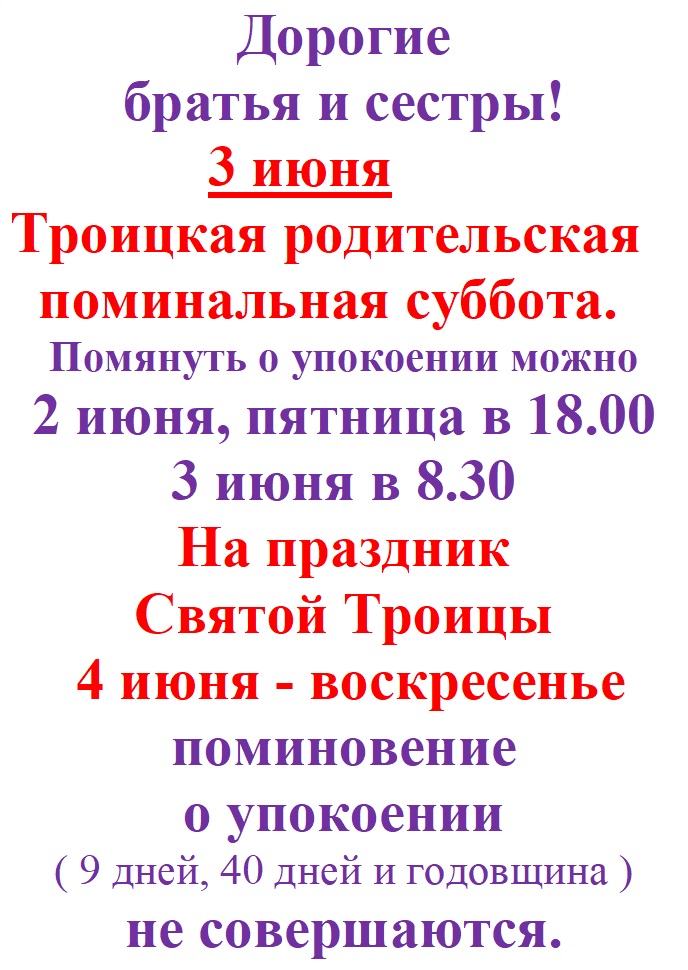 Дорогие
братья и сестры!
3 июня
Троицкая родительская
поминальная суббота.
Помянуть о упокоении можно
2 июня, пятница в 18.00
3 июня в 8.30
На праздник
Святой Троицы
4 июня - воскресенье
поминовение
о упокоении
( 9 дней, 40 дней и годовщина )
не совершаются.